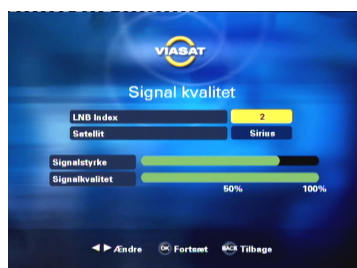 VIASAT
Signal kvalitet
LNB Index 2
Satellit Sirius
Signalstyrke
Signalkvalitet
50% 100%
◄ ► Ændre OK Fortsæt BACK Tilbage